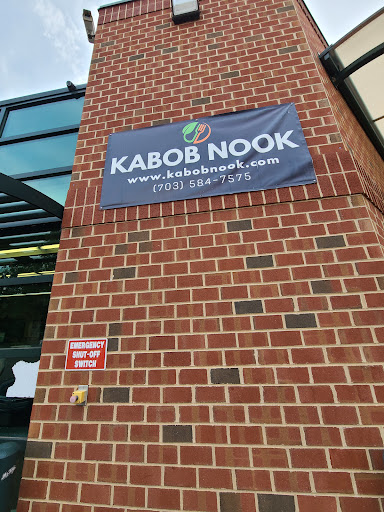 KABOB NOOK
www.kabobnook.com
(703) 584-7575
EMERGENCY
SHUT-OFF
SWITCH